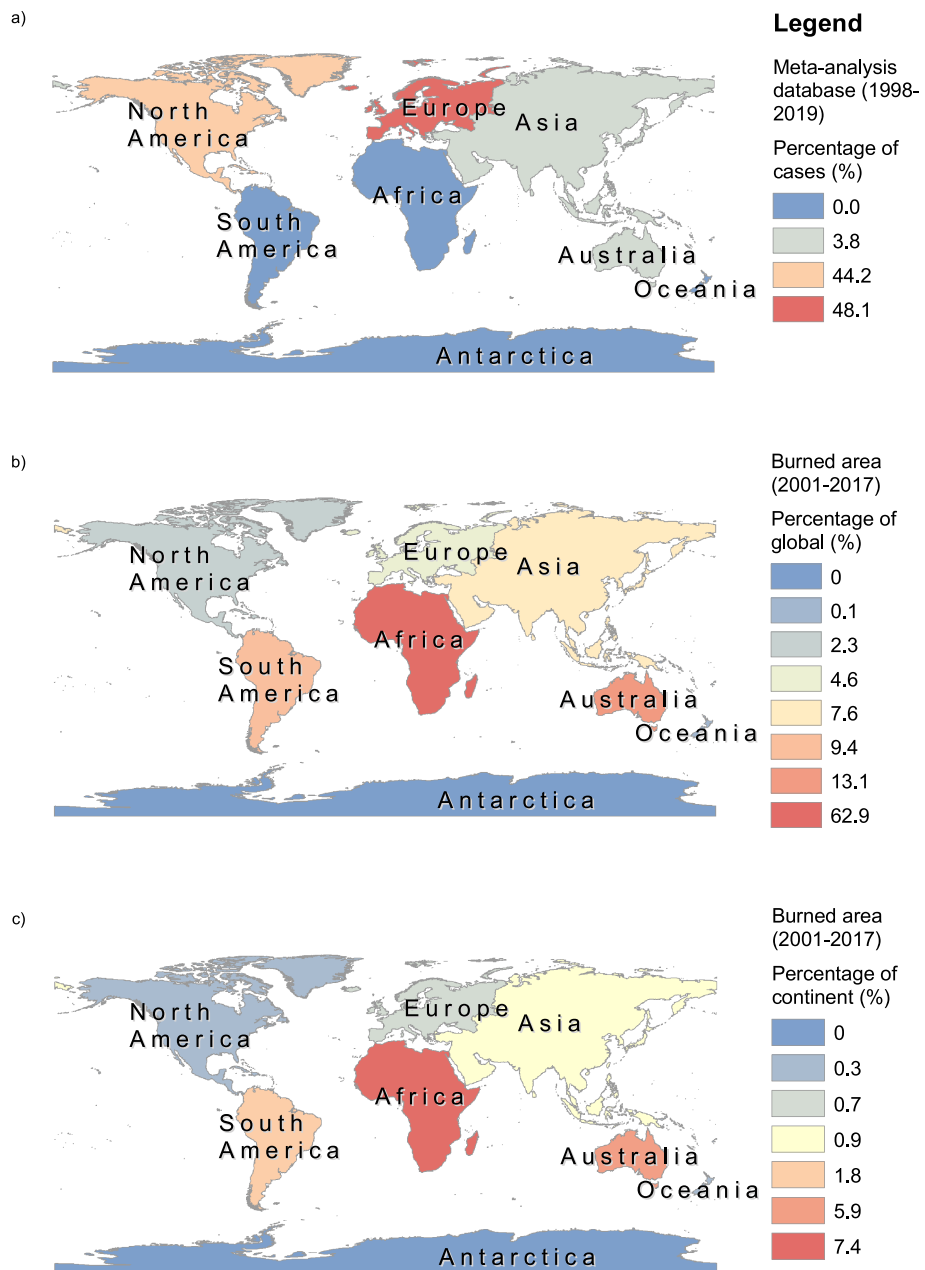 a)
Legend
Meta-analysis
database (1998-
2019)
Percentage of
cases (%)
0.0
3.8
44.2
48.1
North
America
Europe
Asia
Africa
South
America
Australia
Oceania
Antarctica
b)
Burned area
(2001-2017)
Percentage of
global (%)
0
0.1
2.3
4.6
7.6
9.4
13.1
62.9
North
America
Europe
Asia
Africa
South
America
Australia
Oceania
Antarctica
c)
Burned area
(2001-2017)
Percentage of
continent (%)
0
0.3
0.7
0.9
1.8
5.9
7.4
North
America
Europe
Asia
Africa
South
America
Australia
Oceania
Antarctica